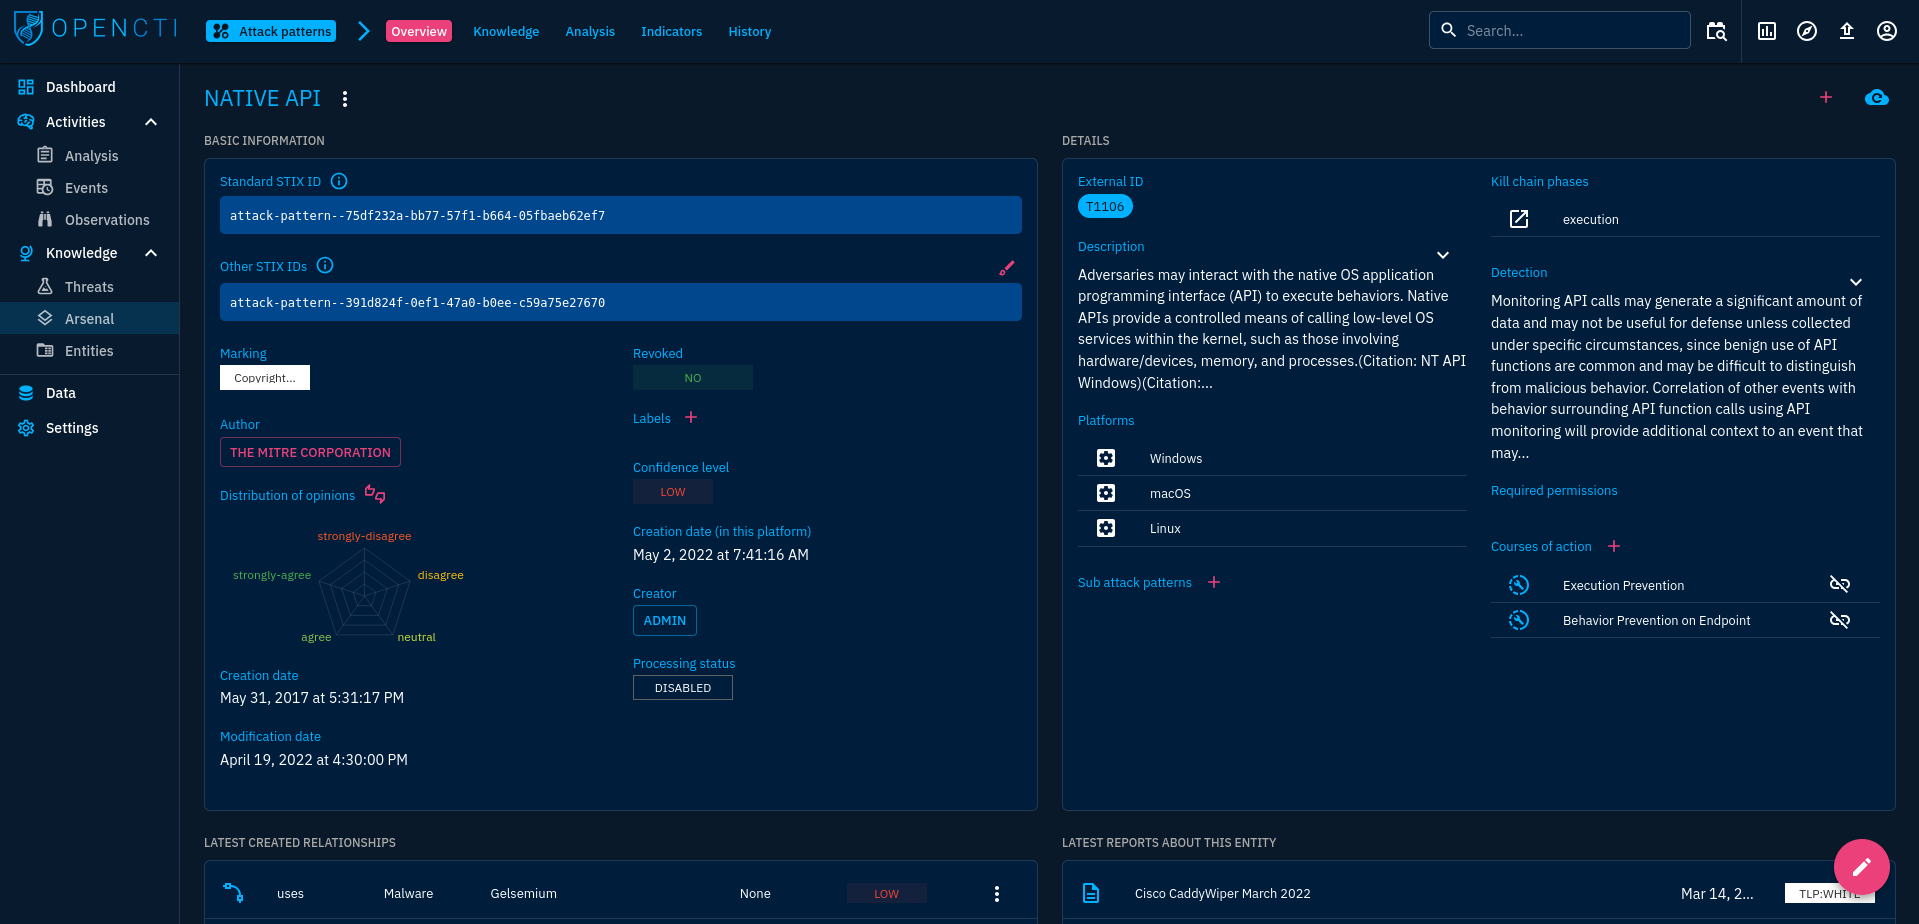 OPENCTI
Attack patterns
Overview
Knowledge
Analysis
Indicators
History
Search...
Dashboard
Activities
Analysis
Events
Observations
Knowledge
Threats
Arsenal
Entities
Data
Settings
NATIVE API
BASIC INFORMATION
Standard STIX ID
attack-pattern--75df232a-bb77-57f1-b664-05fbaeb62ef7
Other STIX IDs
attack-pattern--391d824f-0ef1-47a0-b0ee-c59a75e27670
Marking
Copyright...
Author
THE MITRE CORPORATION
Distribution of opinions
strongly-disagree
strongly-agree
disagree
agree
neutral
Creation date
May 31, 2017 at 5:31:17 PM
Modification date
April 19, 2022 at 4:30:00 PM
Revoked
NO
Labels
Confidence level
LOW
Creation date (in this platform)
May 2, 2022 at 7:41:16 AM
Creator
ADMIN
Processing status
DISABLED
DETAILS
External ID
T1106
Description
Adversaries may interact with the native OS application
programming interface (API) to execute behaviors. Native
APIs provide a controlled means of calling low-level OS
services within the kernel, such as those involving
hardware/devices, memory, and processes.(Citation: NT API
Windows)(Citation:...
Platforms
Windows
macOS
Linux
Sub attack patterns
Kill chain phases
execution
Detection
Monitoring API calls may generate a significant amount of
data and may not be useful for defense unless collected
under specific circumstances, since benign use of API
functions are common and may be difficult to distinguish
from malicious behavior. Correlation of other events with
behavior surrounding API function calls using API
monitoring will provide additional context to an event that
may...
Required permissions
Courses of action
Execution Prevention
Behavior Prevention on Endpoint
LATEST CREATED RELATIONSHIPS
uses Malware Gelsemium None LOW
LATEST REPORTS ABOUT THIS ENTITY
Cisco CaddyWiper March 2022 Mar 14, 2... TLP:WHITE